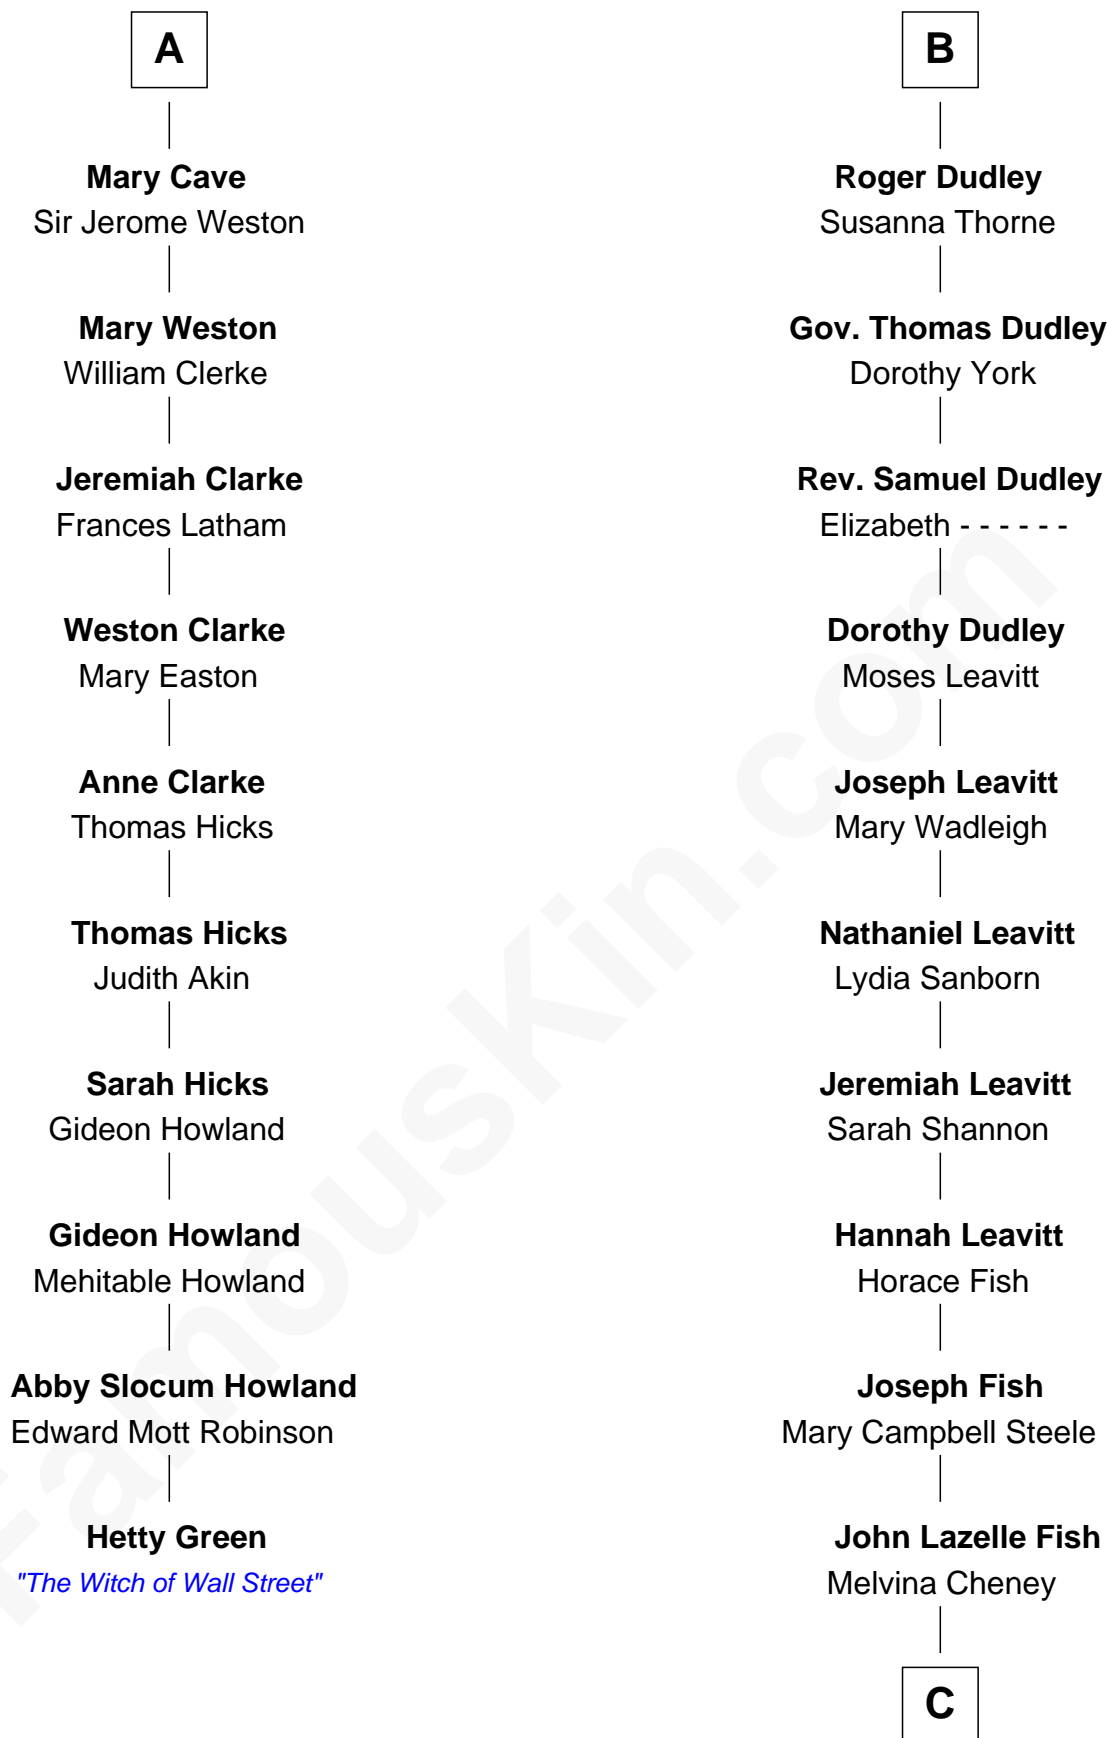 A
Mary Cave
Sir Jerome Weston
Mary Weston
William Clerke
Jeremiah Clarke
Frances Latham
Weston Clarke
Mary Easton
Anne Clarke
Thomas Hicks
Thomas Hicks
Judith Akin
Sarah Hicks
Gideon Howland
Gideon Howland
Mehitable Howland
Abby Slocum Howland
Edward Mott Robinson
Hetty Green
"The Witch of Wall Street"
B
Roger Dudley
Susanna Thorne
Gov. Thomas Dudley
Dorothy York
Rev. Samuel Dudley
Elizabeth - - - - - -
Dorothy Dudley
Moses Leavitt
Joseph Leavitt
Mary Wadleigh
Nathaniel Leavitt
Lydia Sanborn
Jeremiah Leavitt
Sarah Shannon
Hannah Leavitt
Horace Fish
Joseph Fish
Mary Campbell Steele
John Lazelle Fish
Melvina Cheney
C
FamousKin.com